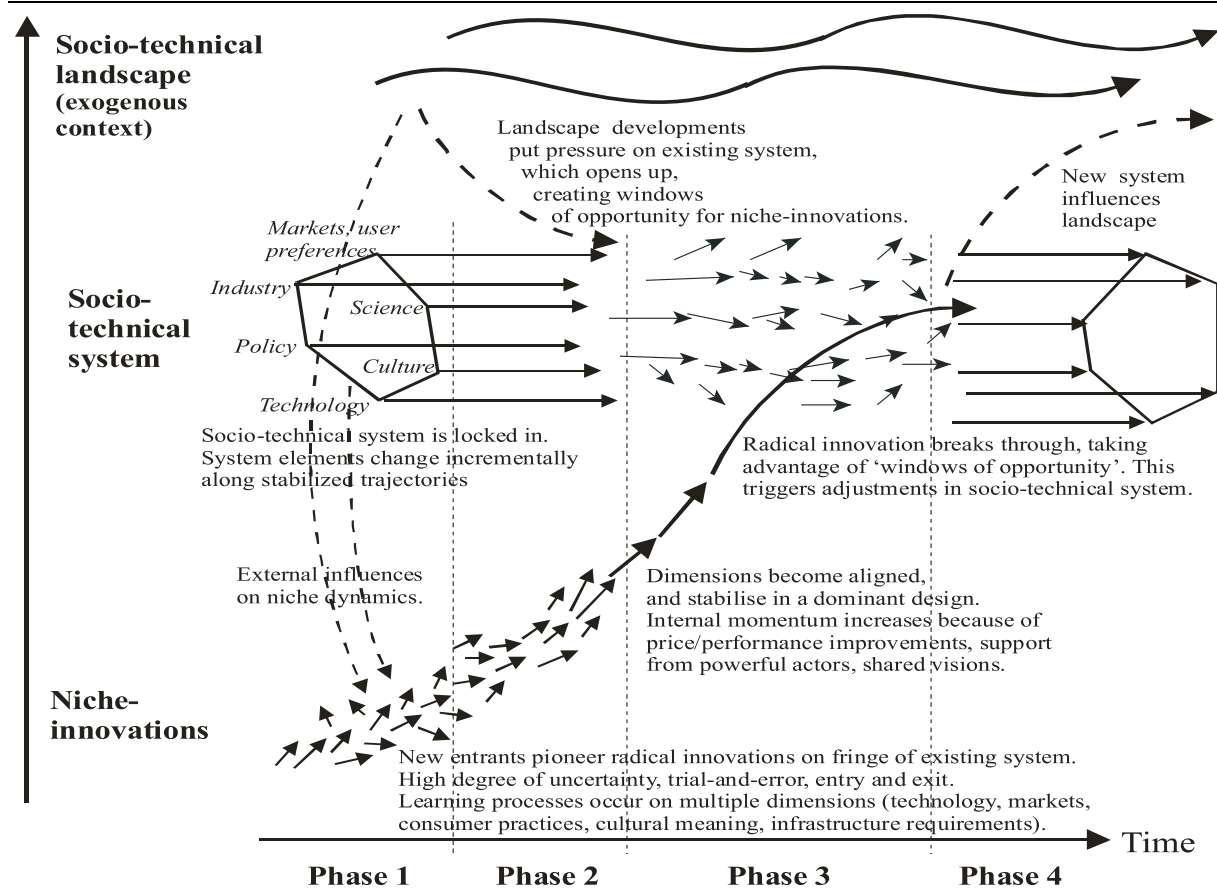 Socio-technical
landscape
(exogenous
context)
Landscape developments
put pressure on existing system,
which opens up,
creating windows
of opportunity for niche-innovations.
New system
influences
landscape
Markets, user
preferences
Industry
Science
Policy
Culture
Technology
Socio-
technical
system
Socio-technical system is locked in.
System elements change incrementally
along stabilized trajectories
Radical innovation breaks through, taking
advantage of ‘windows of opportunity’. This
triggers adjustments in socio-technical system.
External influences
on niche dynamics.
Dimensions become aligned,
and stabilise in a dominant design.
Internal momentum increases because of
price/performance improvements, support
from powerful actors, shared visions.
Niche-
innovations
New entrants pioneer radical innovations on fringe of existing system.
High degree of uncertainty, trial-and-error, entry and exit.
Learning processes occur on multiple dimensions (technology, markets,
consumer practices, cultural meaning, infrastructure requirements).
Time
Phase 1
Phase 2
Phase 3
Phase 4